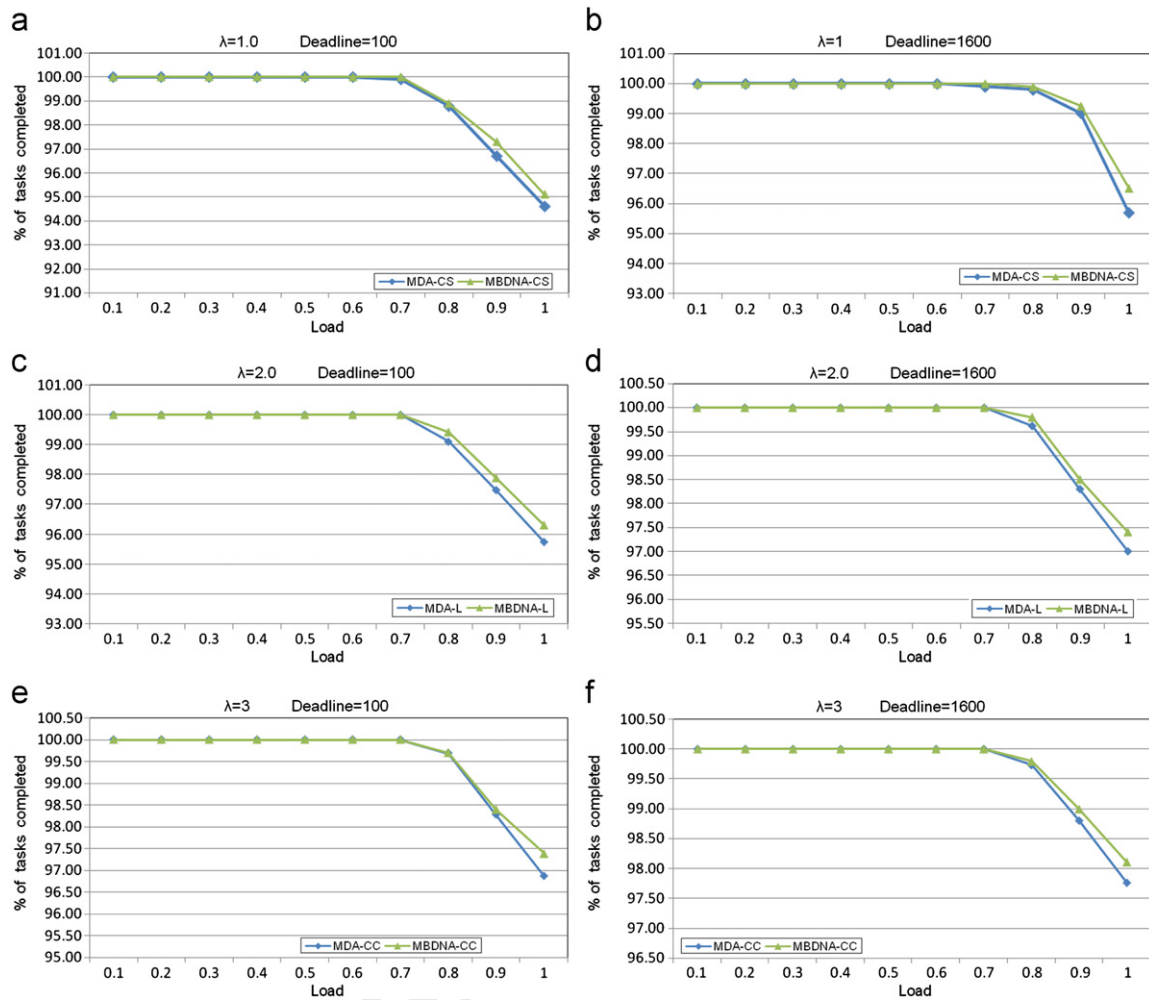 a
λ=1.0 Deadline=100
101.00
100.00
99.00
98.00
97.00
96.00
95.00
94.00
93.00
92.00
91.00
% of tasks completed
MDA-CS MBDNA-CS
0.1 0.2 0.3 0.4 0.5 0.6 0.7 0.8 0.9 1
Load
b
λ=1 Deadline=1600
101.00
100.00
99.00
98.00
97.00
96.00
95.00
94.00
93.00
% of tasks completed
MDA-CS MBDNA-CS
0.1 0.2 0.3 0.4 0.5 0.6 0.7 0.8 0.9 1
Load
c
λ=2.0 Deadline=100
101.00
100.00
99.00
98.00
97.00
96.00
95.00
94.00
93.00
% of tasks completed
MDA-L MBDNA-L
0.1 0.2 0.3 0.4 0.5 0.6 0.7 0.8 0.9 1
Load
d
λ=2.0 Deadline=1600
100.50
100.00
99.50
99.00
98.50
98.00
97.50
97.00
96.50
96.00
95.50
% of tasks completed
MDA-L MBDNA-L
0.1 0.2 0.3 0.4 0.5 0.6 0.7 0.8 0.9 1
Load
e
λ=3 Deadline=100
100.50
100.00
99.50
99.00
98.50
98.00
97.50
97.00
96.50
96.00
95.50
95.00
% of tasks completed
MDA-CC MBDNA-CC
0.1 0.2 0.3 0.4 0.5 0.6 0.7 0.8 0.9 1
Load
f
λ=3 Deadline=1600
100.50
100.00
99.50
99.00
98.50
98.00
97.50
97.00
96.50
% of tasks completed
MDA-CC MBDNA-CC
0.1 0.2 0.3 0.4 0.5 0.6 0.7 0.8 0.9 1
Load